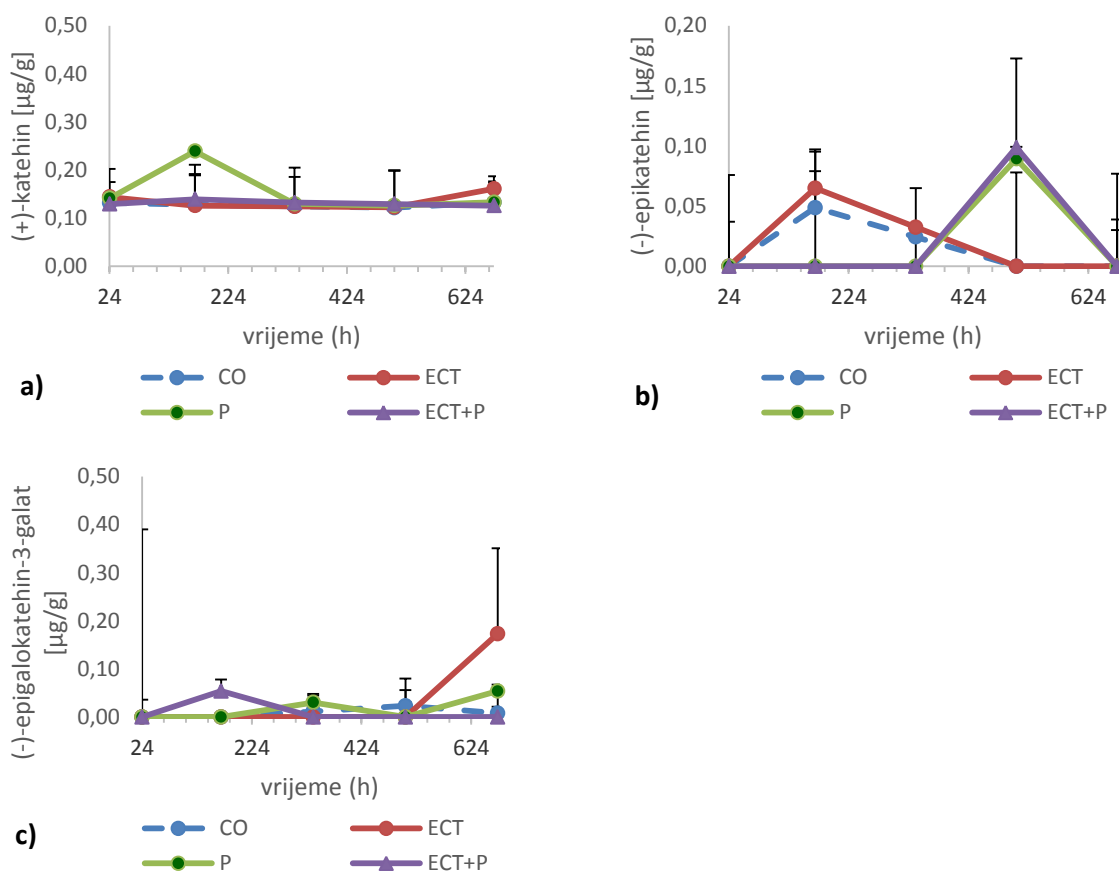 (+)-katehin [µg/g]
0,50
0,40
0,30
0,20
0,10
0,00
24 224 424 624
vrijeme (h)
CO ECT
P ECT+P
a)
(-)-epikatehin [µg/g]
0,20
0,15
0,10
0,05
0,00
24 224 424 624
vrijeme (h)
CO ECT
P ECT+P
b)
(-)-epigalokatehin-3-galat
[µg/g]
0,50
0,40
0,30
0,20
0,10
0,00
24 224 424 624
vrijeme (h)
CO ECT
P ECT+P
c)